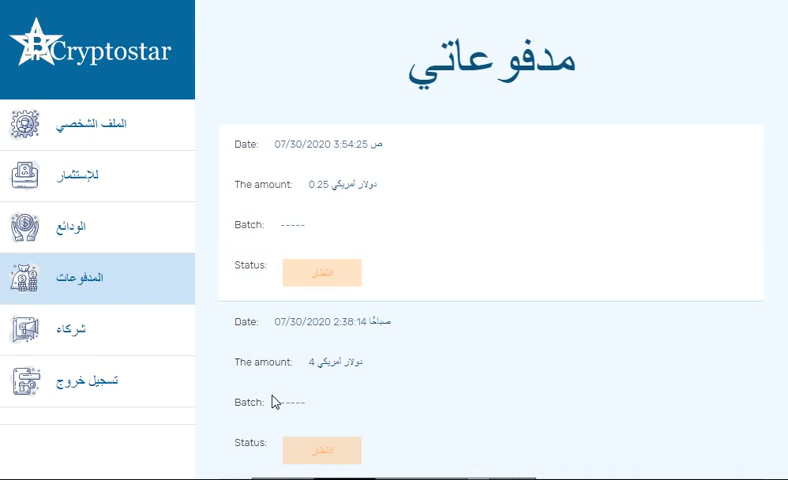 Cryptostar
الملف الشخصي
للإستثمار
الودائع
المدفوعات
شركاء
تسجيل خروج
مدفوعاتي
Date: 07/30/2020 3:54:25 ص
The amount: 0.25 دولار أمريكي
Batch: -----
Status: انتظار
Date: 07/30/2020 2:38:14 صباحًا
The amount: 4 دولار أمريكي
Batch: -----
Status: انتظار